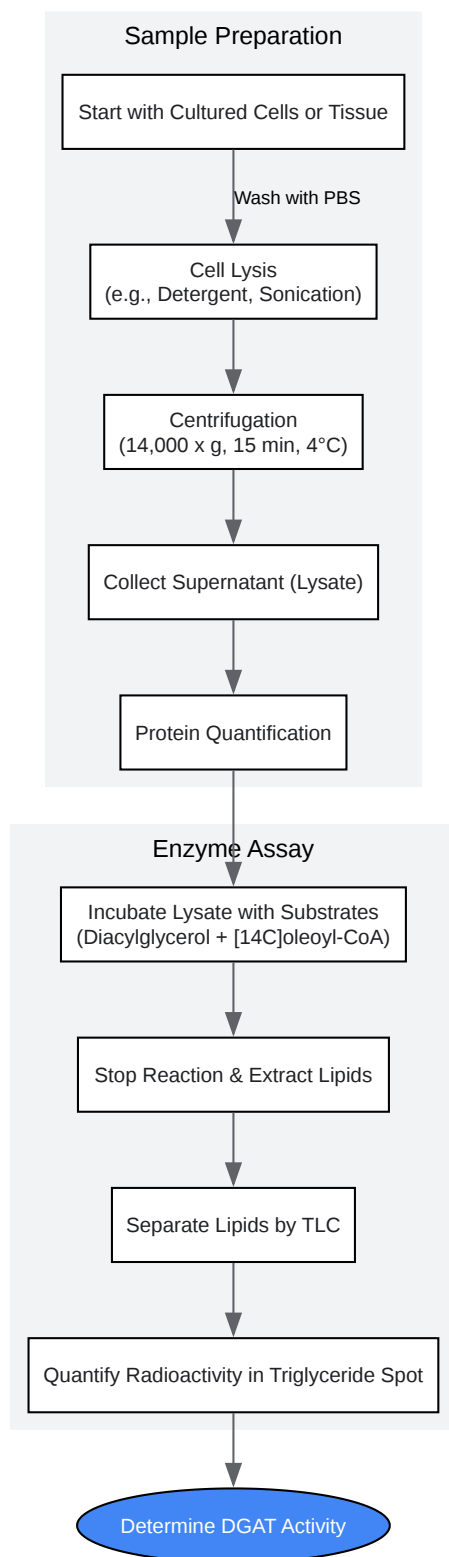 Sample Preparation
Start with Cultured Cells or Tissue
Wash with PBS
Cell Lysis
(e.g., Detergent, Sonication)
Centrifugation
(14,000 x g, 15 min, 4°C)
Collect Supernatant (Lysate)
Protein Quantification
Enzyme Assay
Incubate Lysate with Substrates
(Diacylglycerol + [14C]oleoyl-CoA)
Stop Reaction & Extract Lipids
Separate Lipids by TLC
Quantify Radioactivity in Triglyceride Spot
Determine DGAT Activity